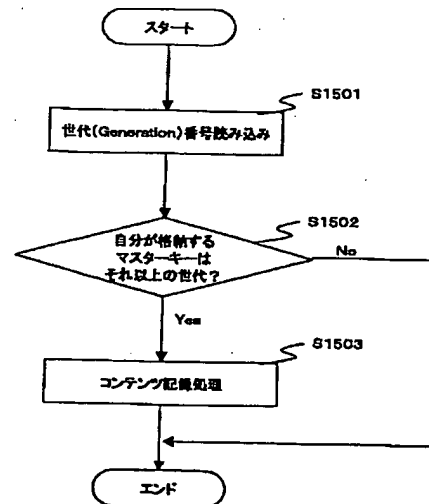 スタート
S1501
世代(Generation)番号読み込み
S1502
自分が格納する
マスターキーは
それ以上の世代?
No
Yes
S1503
コンテンツ記録処理
エンド